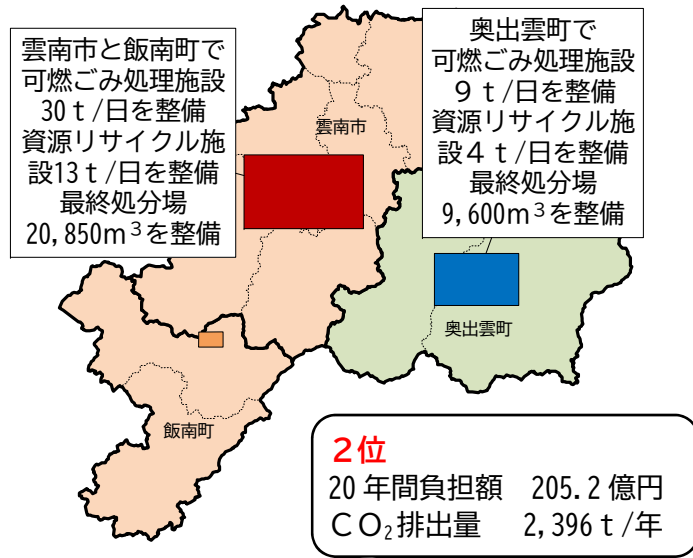 雲南市と飯南町で
可燃ごみ処理施設
30ｔ/日を整備
資源リサイクル施
設13ｔ/日を整備
最終処分場
20,850m³を整備
奥出雲町で
可燃ごみ処理施設
９ｔ/日を整備
資源リサイクル施
設４ｔ/日を整備
最終処分場
9,600m³を整備
雲南市
奥出雲町
飯南町
２位
20年間負担額　205.2億円
ＣＯ₂排出量　2,396ｔ/年